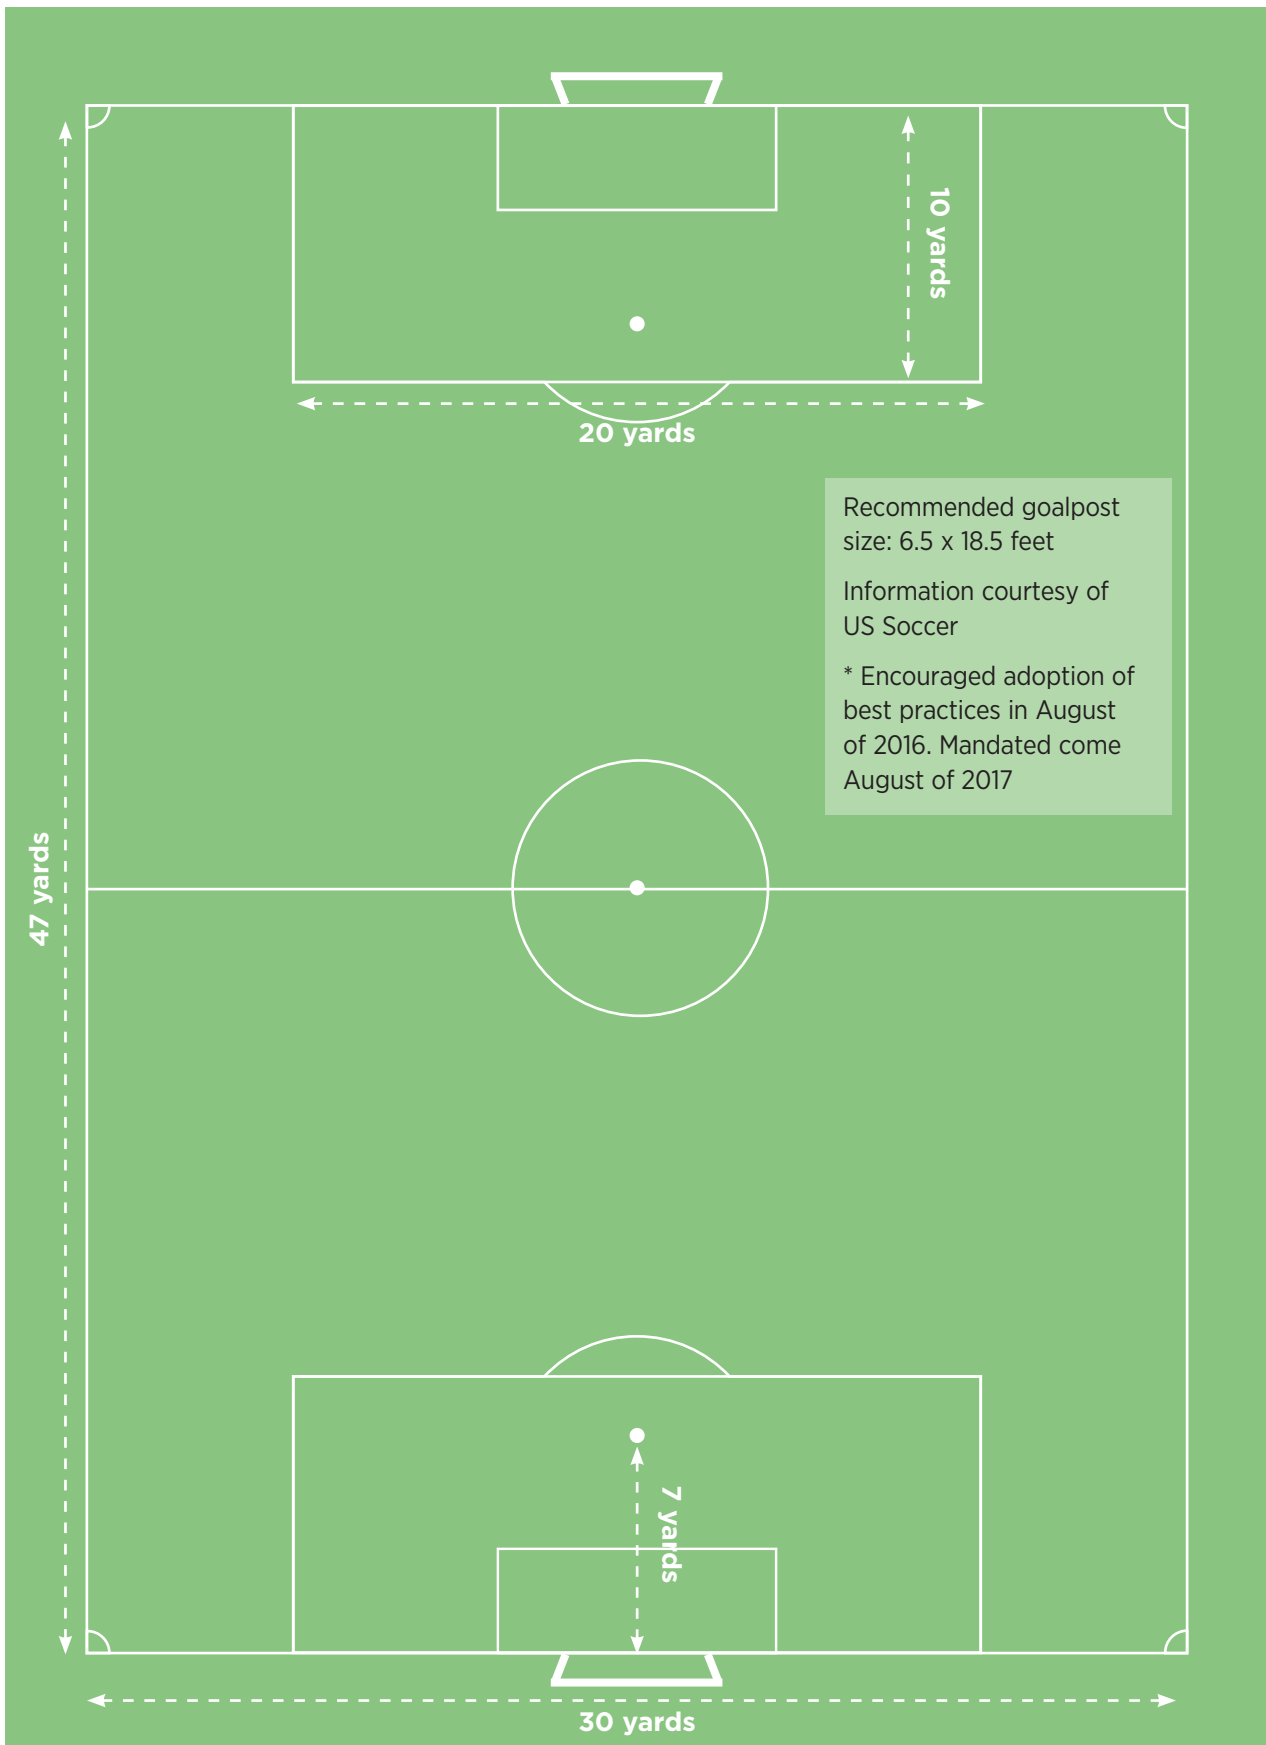 10 yards
20 yards
Recommended goalpost
size: 6.5 x 18.5 feet
Information courtesy of
US Soccer
* Encouraged adoption of
best practices in August
of 2016. Mandated come
August of 2017
47 yards
7 yards
30 yards